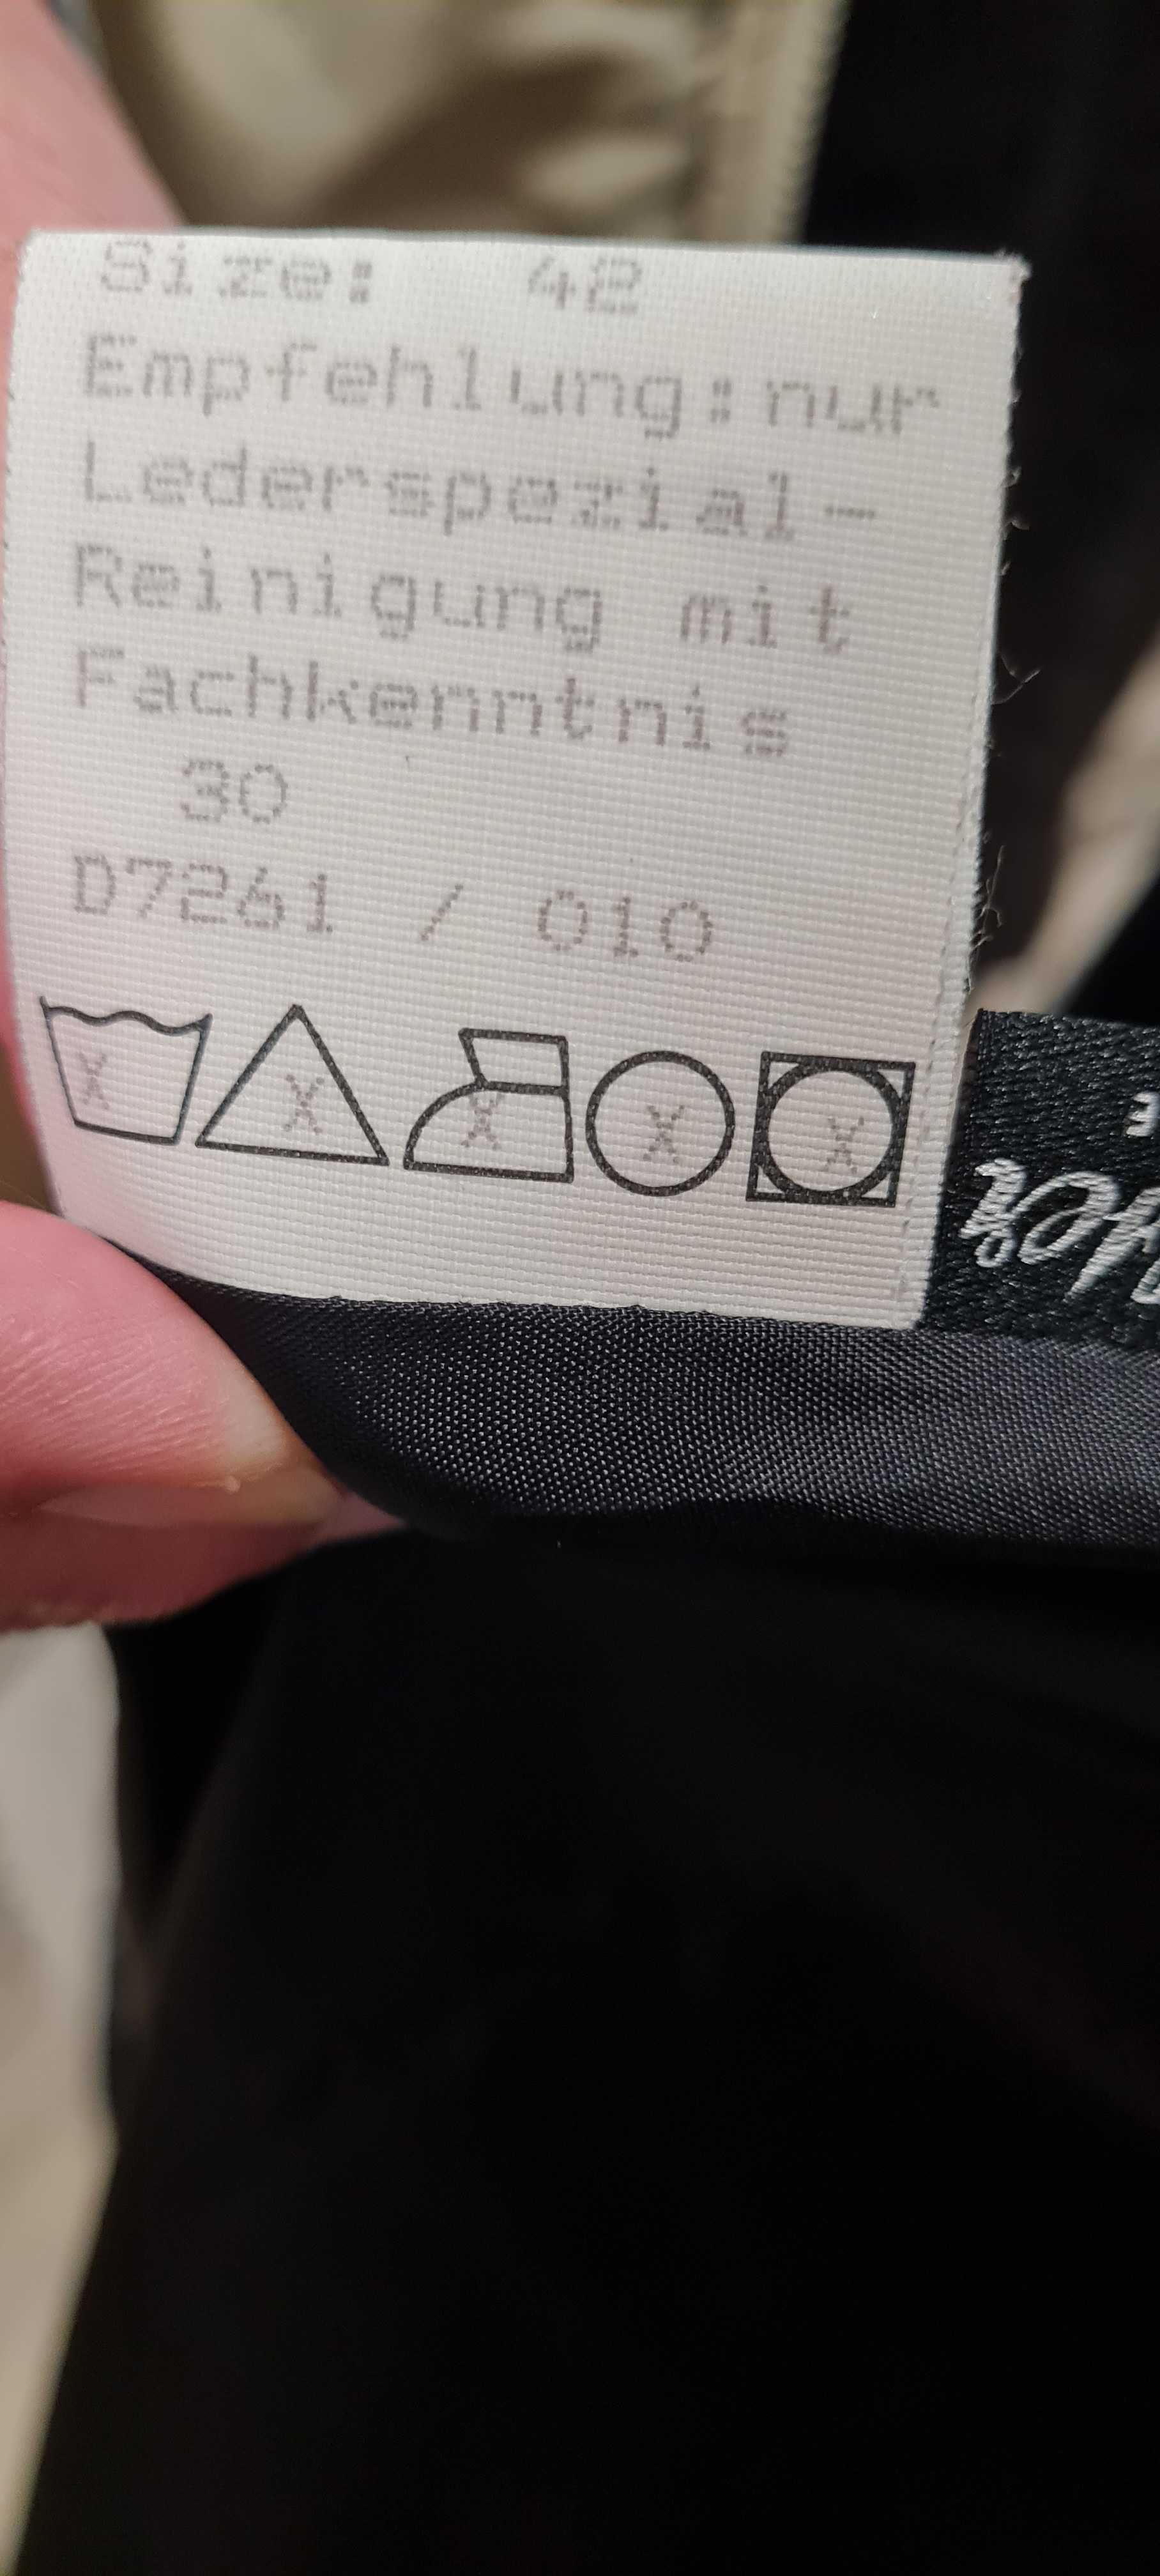 Size: 42
Empfehlung:nur
Lederspezial-
Reinigung mit
Fachkenntnis
30
D7261 / 010
X X X X X